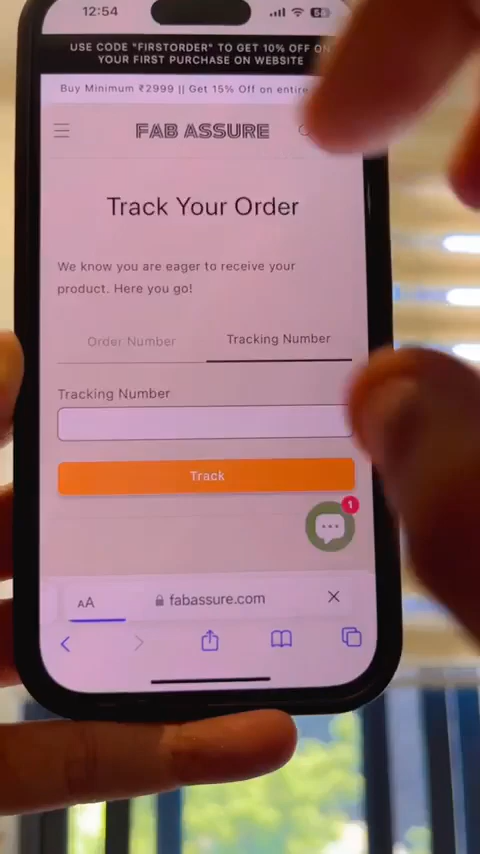 12:54
USE CODE "FIRSTORDER" TO GET 10% OFF ON
YOUR FIRST PURCHASE ON WEBSITE
Buy Minimum ₹2999 || Get 15% Off on entire
FAB ASSURE
Track Your Order
We know you are eager to receive your
product. Here you go!
Order Number
Tracking Number
Tracking Number
Track
1
AA
fabassure.com